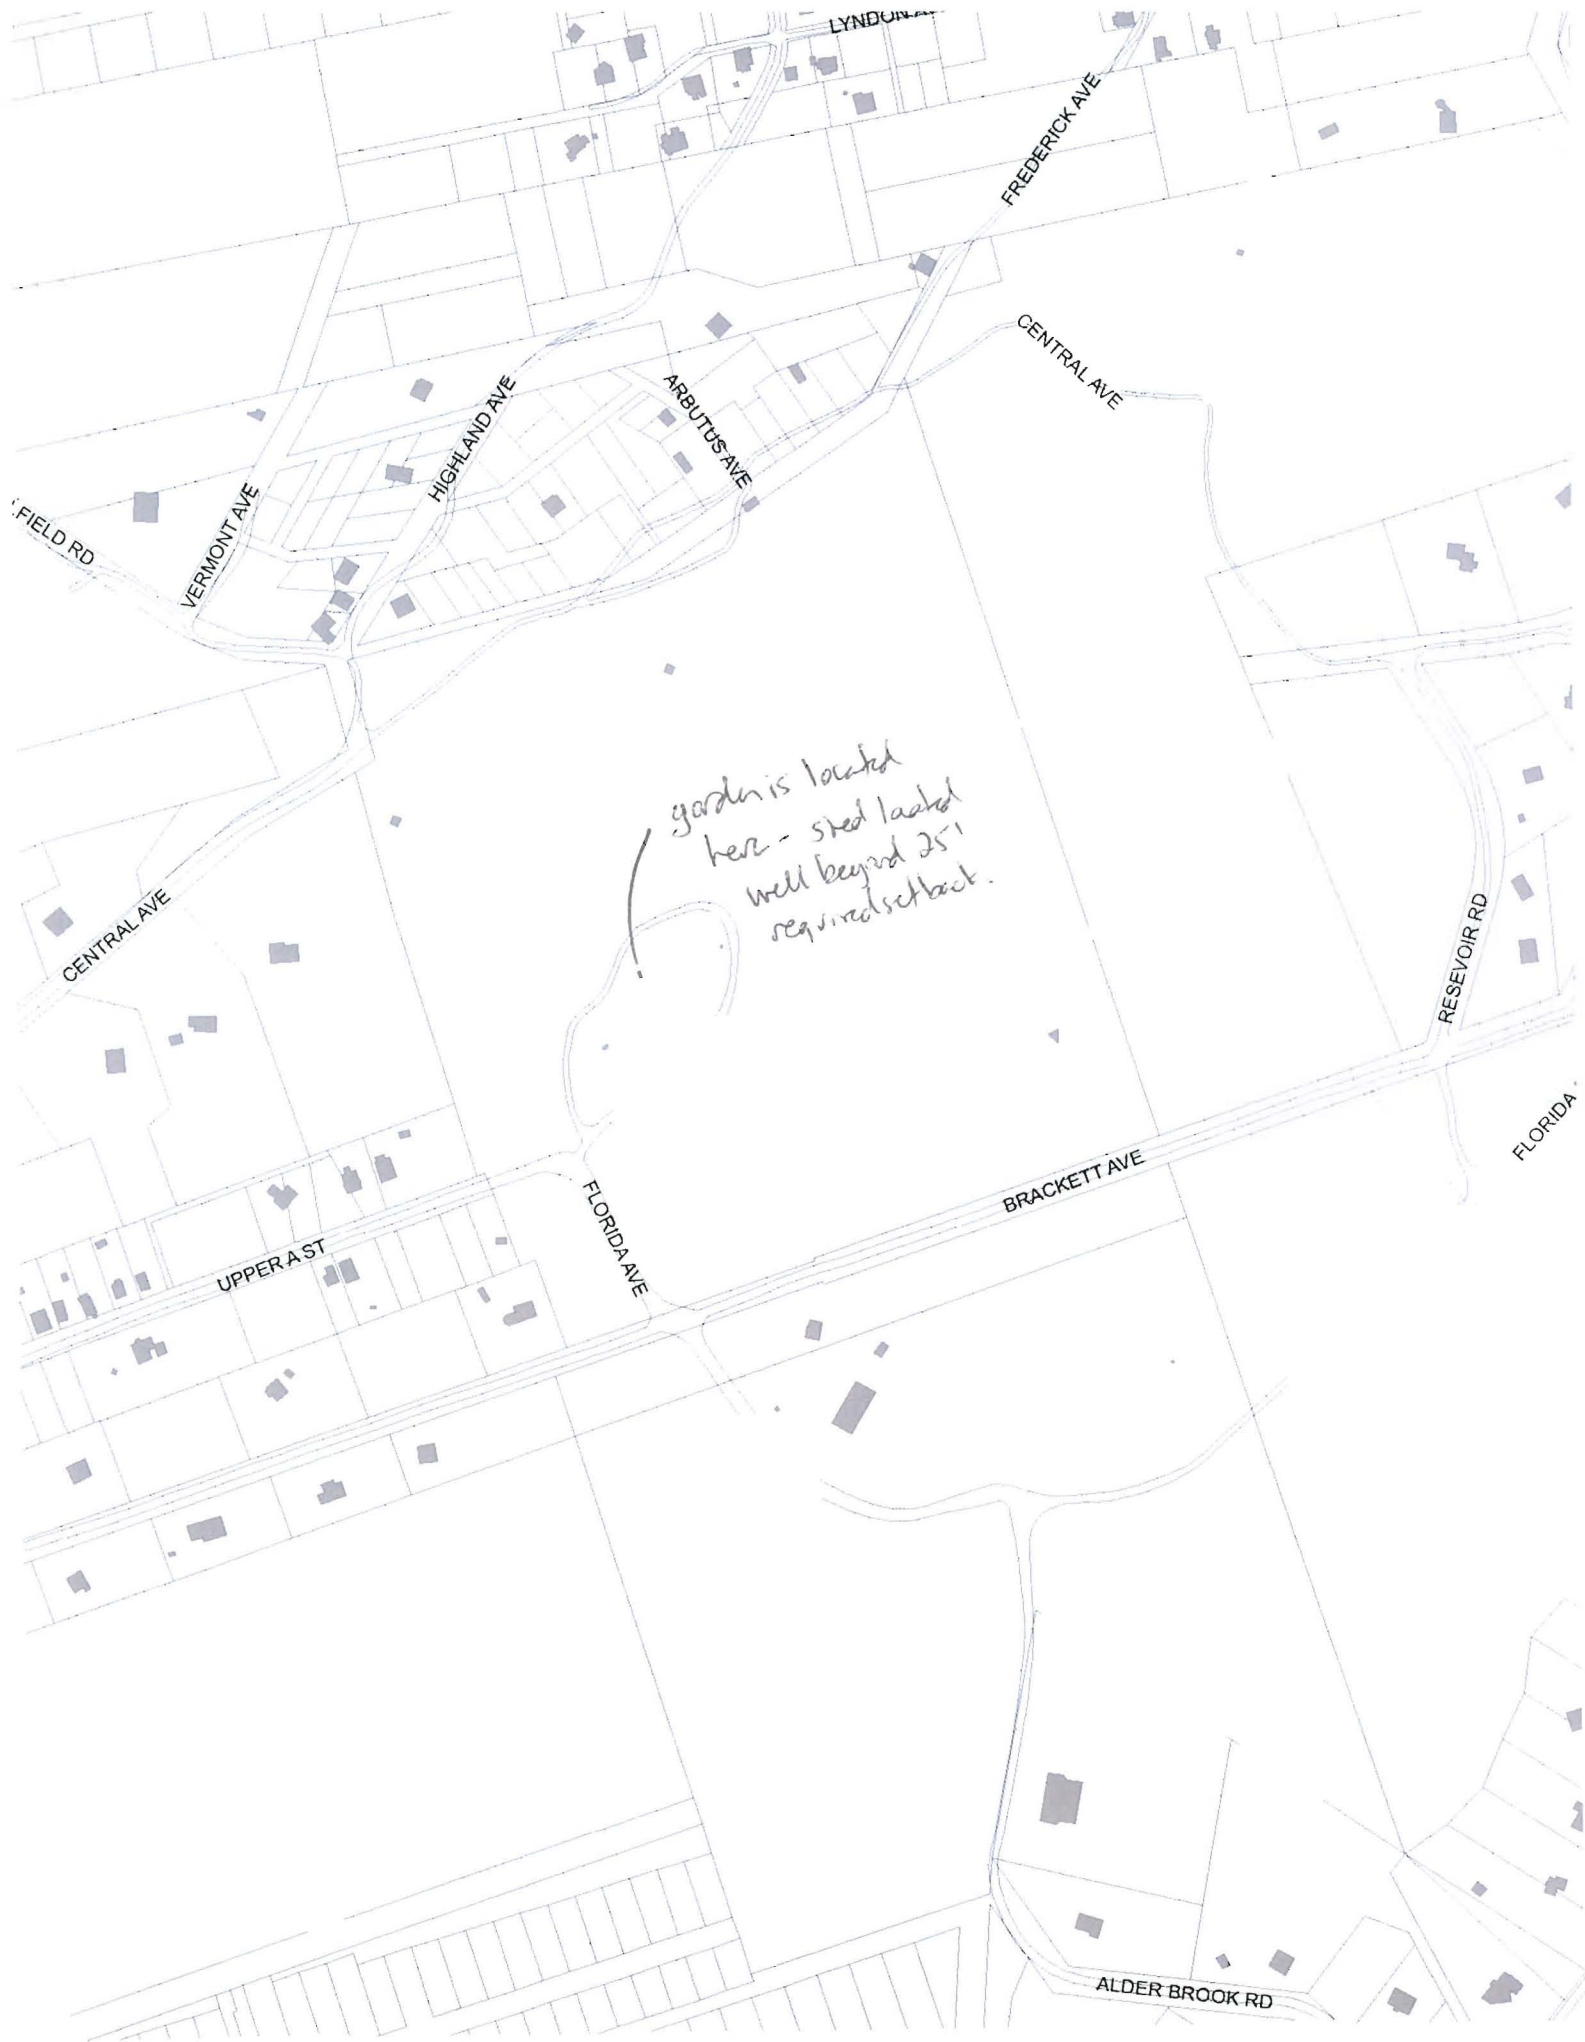 LYNDON A
FREDERICK AVE
CENTRAL AVE
ARBUTUS AVE
HIGHLAND AVE
VERMONT AVE
LFIELD RD
garden is located
here - shed located
well beyond 25'
required setback.
CENTRAL AVE
RESEVOIR RD
FLORIDA
BRACKETT AVE
FLORIDA AVE
UPPER A ST
ALDER BROOK RD